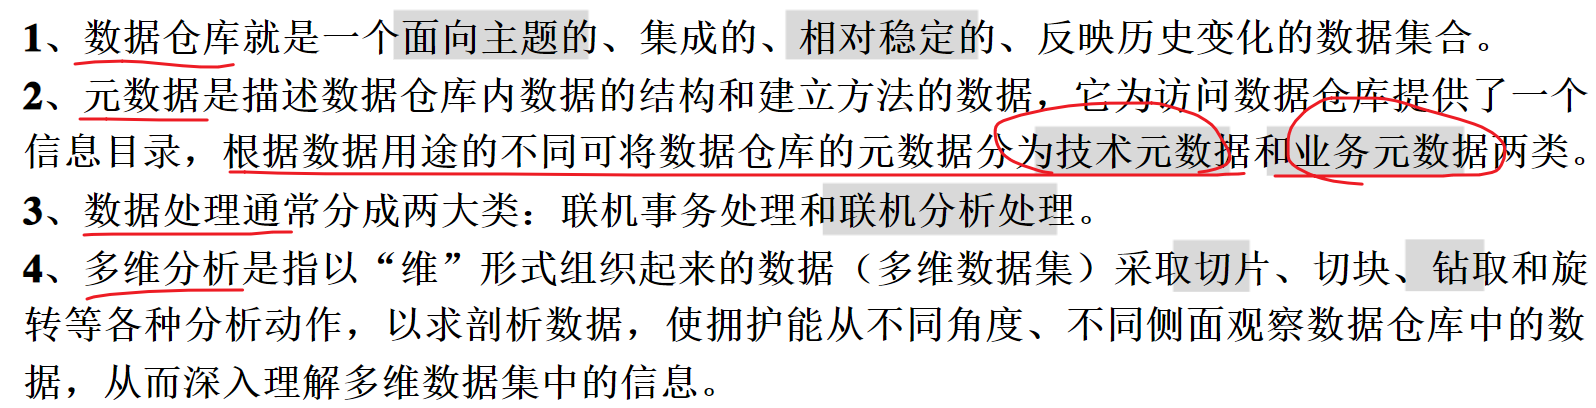 1、数据仓库就是一个面向主题的、集成的、相对稳定的、反映历史变化的数据集合。
2、元数据是描述数据仓库内数据的结构和建立方法的数据，它为访问数据仓库提供了一个
信息目录，根据数据用途的不同可将数据仓库的元数据分为技术元数据和业务元数据两类。
3、数据处理通常分成两大类：联机事务处理和联机分析处理。
4、多维分析是指以“维”形式组织起来的数据（多维数据集）采取切片、切块、钻取和旋
转等各种分析动作，以求剖析数据，使拥护能从不同角度、不同侧面观察数据仓库中的数
据，从而深入理解多维数据集中的信息。